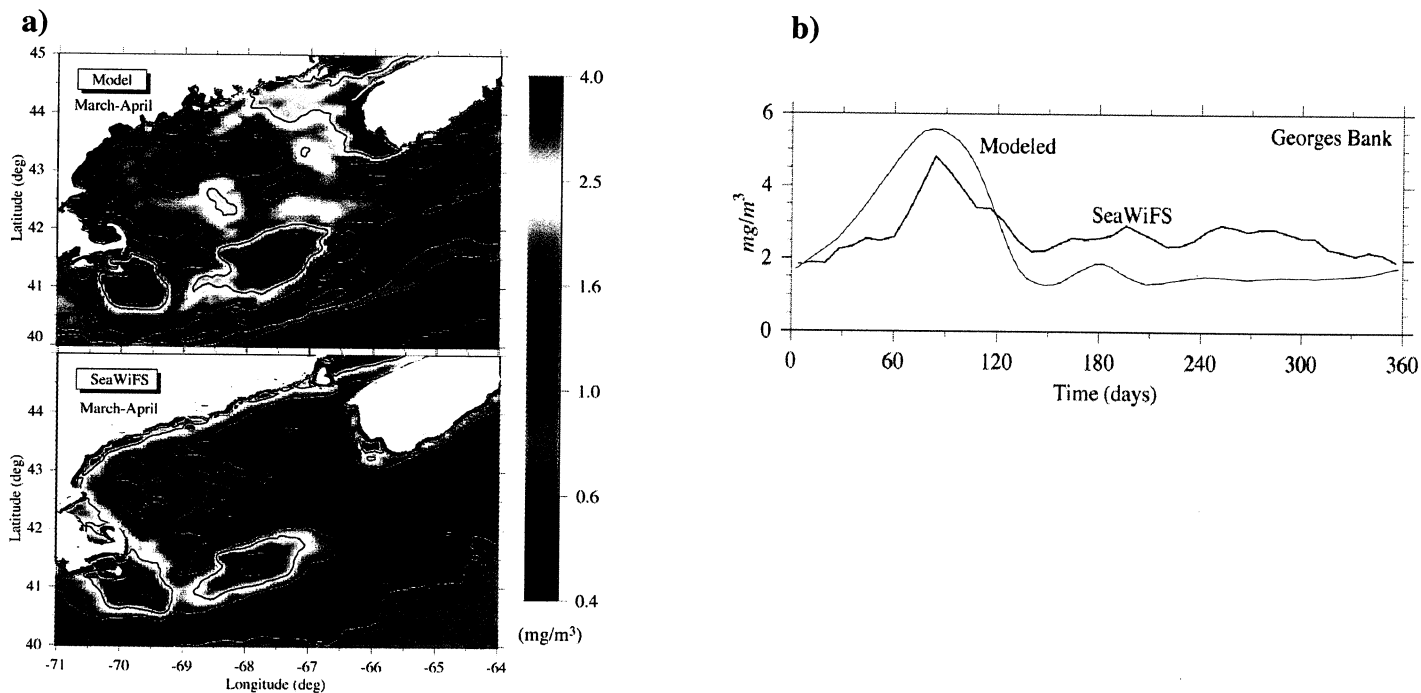 a)
45
Model
March-April
44
43
42
41
40
Latitude (deg)
SeaWiFS
March-April
44
43
42
41
40
Latitude (deg)
-71 -70 -69 -68 -67 -66 -65 -64
Longitude (deg)
4.0
2.5
1.6
1.0
0.6
0.4
(mg/m³)
b)
6
4
2
0
mg/m³
Modeled
Georges Bank
SeaWiFS
0 60 120 180 240 300 360
Time (days)